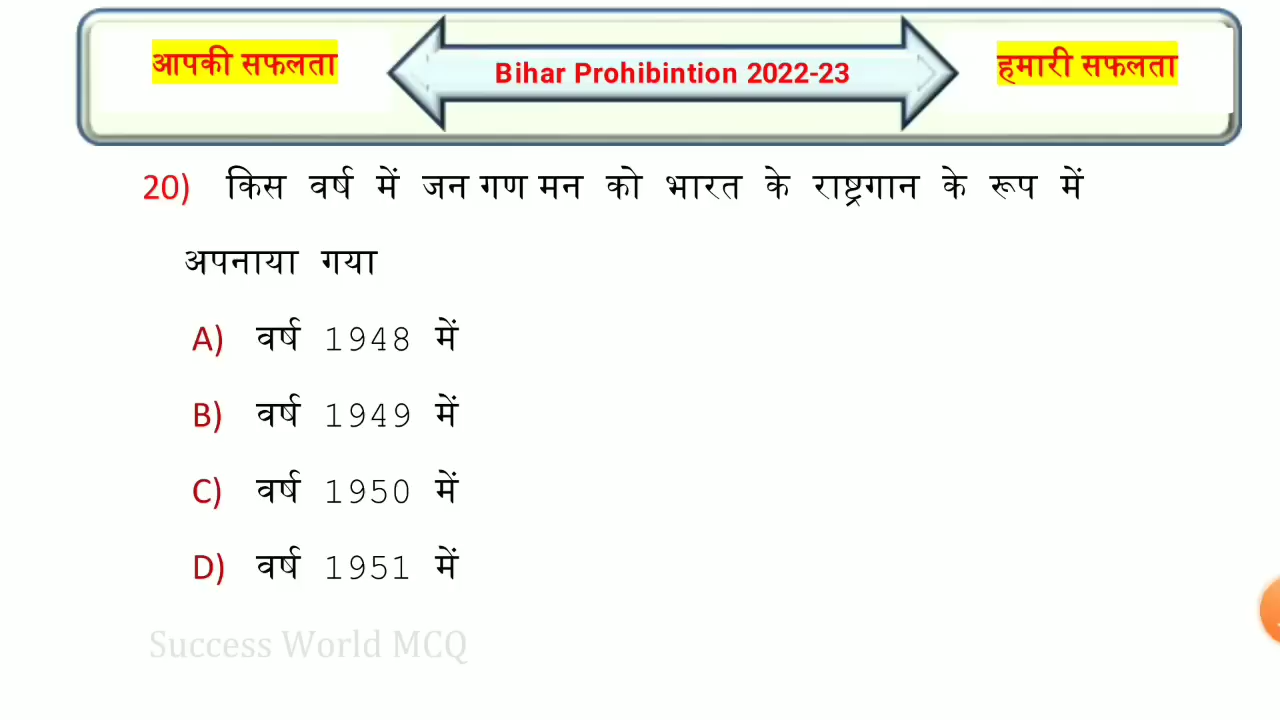 आपकी सफलता
Bihar Prohibintion 2022-23
हमारी सफलता
20) किस वर्ष में जन गण मन को भारत के राष्ट्रगान के रूप में
अपनाया गया
A) वर्ष 1948 में
B) वर्ष 1949 में
C) वर्ष 1950 में
D) वर्ष 1951 में
Success World MCQ